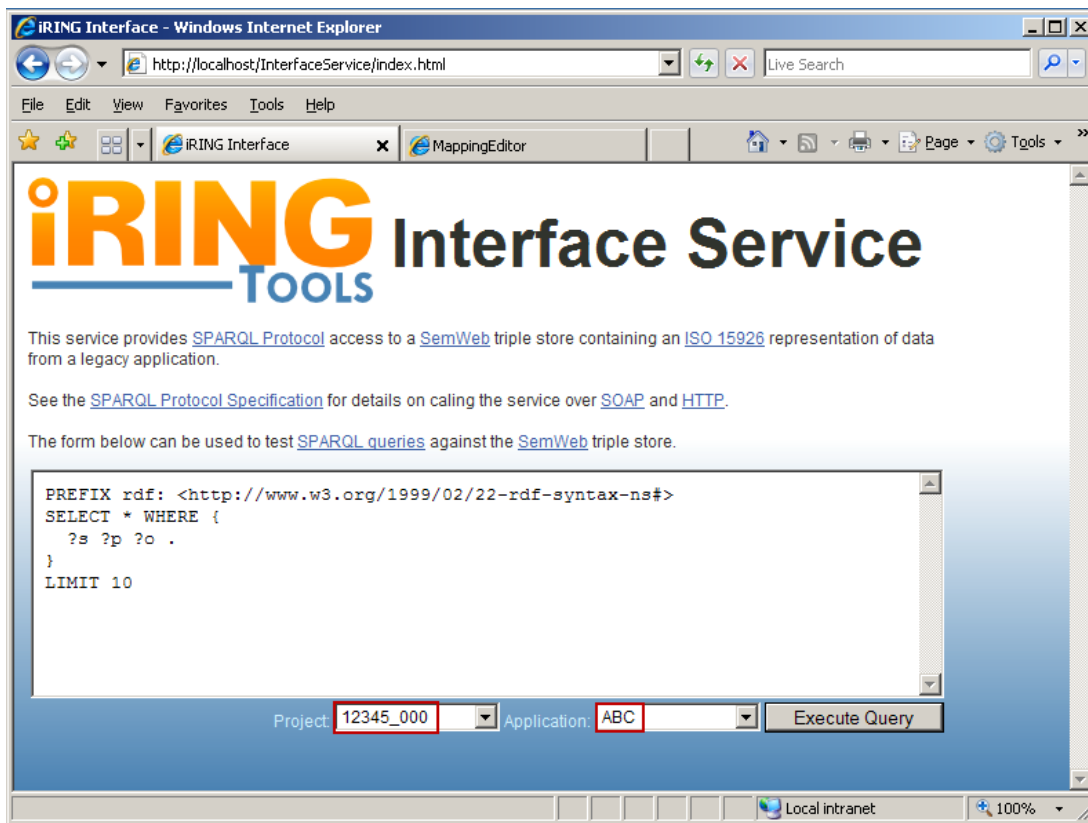 iRING Interface - Windows Internet Explorer
http://localhost/InterfaceService/index.html
Live Search
File Edit View Favorites Tools Help
iRING Interface
MappingEditor
Page
Tools
»
iRING
TOOLS
Interface Service
This service provides SPARQL Protocol access to a SemWeb triple store containing an ISO 15926 representation of data
from a legacy application.
See the SPARQL Protocol Specification for details on caling the service over SOAP and HTTP.
The form below can be used to test SPARQL queries against the SemWeb triple store.
PREFIX rdf: <http://www.w3.org/1999/02/22-rdf-syntax-ns#>
SELECT * WHERE {
?s ?p ?o .
}
LIMIT 10
Project: 12345_000 Application: ABC Execute Query
Local intranet 100%